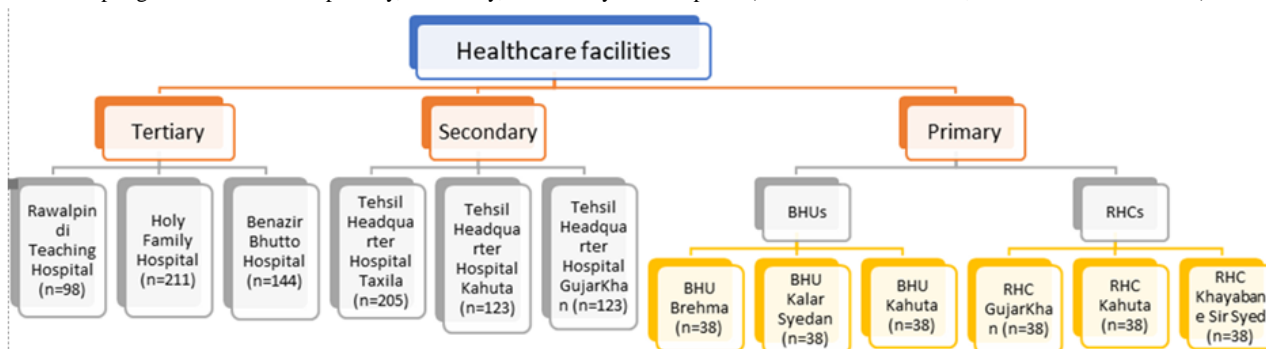 Healthcare facilities
Tertiary
Secondary
Primary
Rawalpin
di
Teaching
Hospital
(n=98)
Holy
Family
Hospital
(n=211)
Benazir
Bhutto
Hospital
(n=144)
Tehsil
Headqua
rter
Hospital
Taxila
(n=205)
Tehsil
Headqua
rter
Hospital
Kahuta
(n=123)
Tehsil
Headqua
rter
Hospital
GujarKha
n (n=123)
BHUs
RHCs
BHU
Brehma
(n=38)
BHU
Kalar
Syedan
(n=38)
BHU
Kahuta
(n=38)
RHC
GujarKha
n (n=38)
RHC
Kahuta
(n=38)
RHC
Khayaban
e Sir Syed
(n=38)